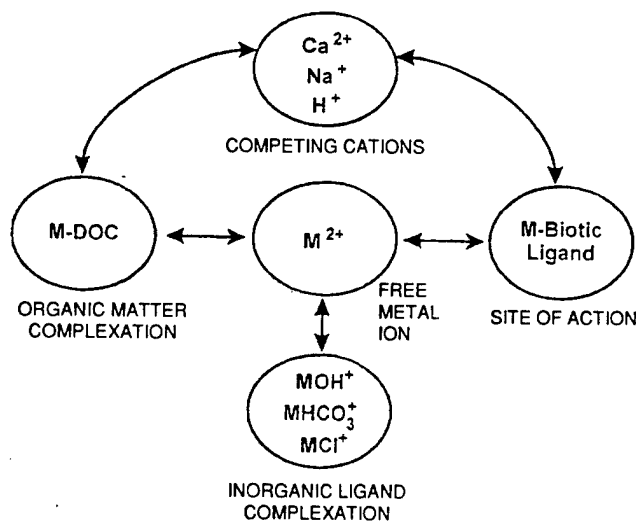 Ca²⁺
Na⁺
H⁺
COMPETING CATIONS
M-DOC
ORGANIC MATTER
COMPLEXATION
M²⁺
FREE
METAL
ION
M-Biotic
Ligand
SITE OF ACTION
MOH⁺
MHCO₃⁺
MCl⁺
INORGANIC LIGAND
COMPLEXATION